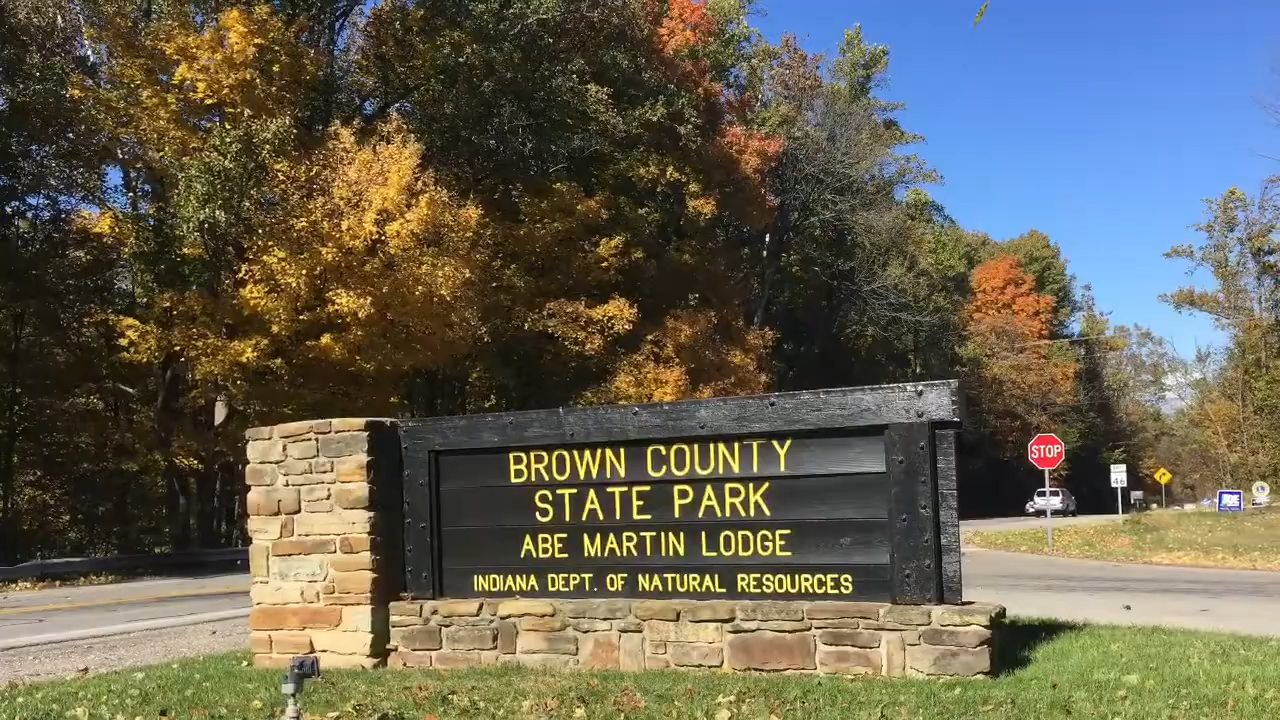 BROWN COUNTY
STATE PARK
ABE MARTIN LODGE
INDIANA DEPT. OF NATURAL RESOURCES
STOP
46